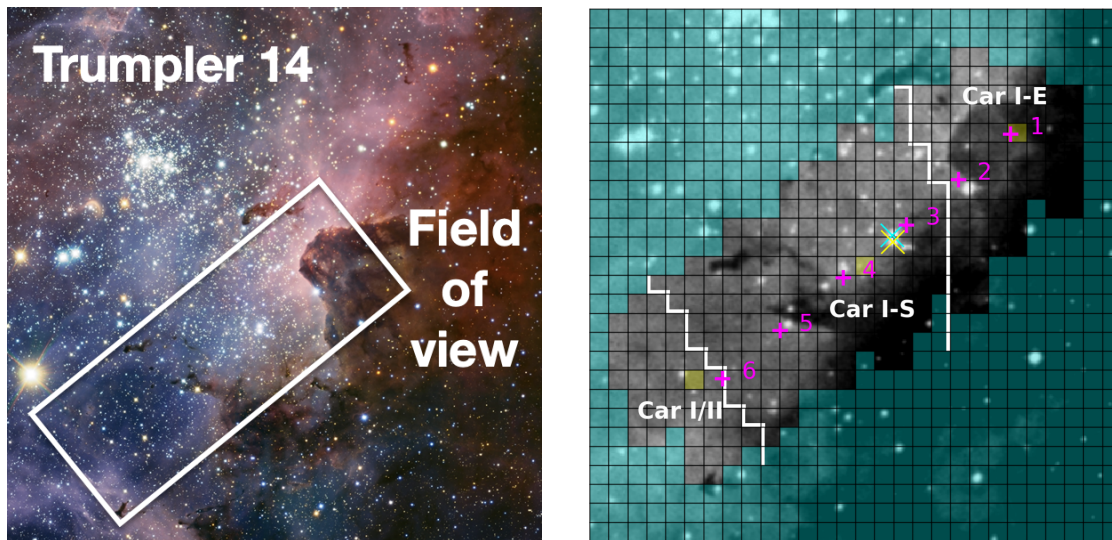 Trumpler 14
Field
of
view
Car I-E
1
2
3
4
Car I-S
5
6
Car I/II